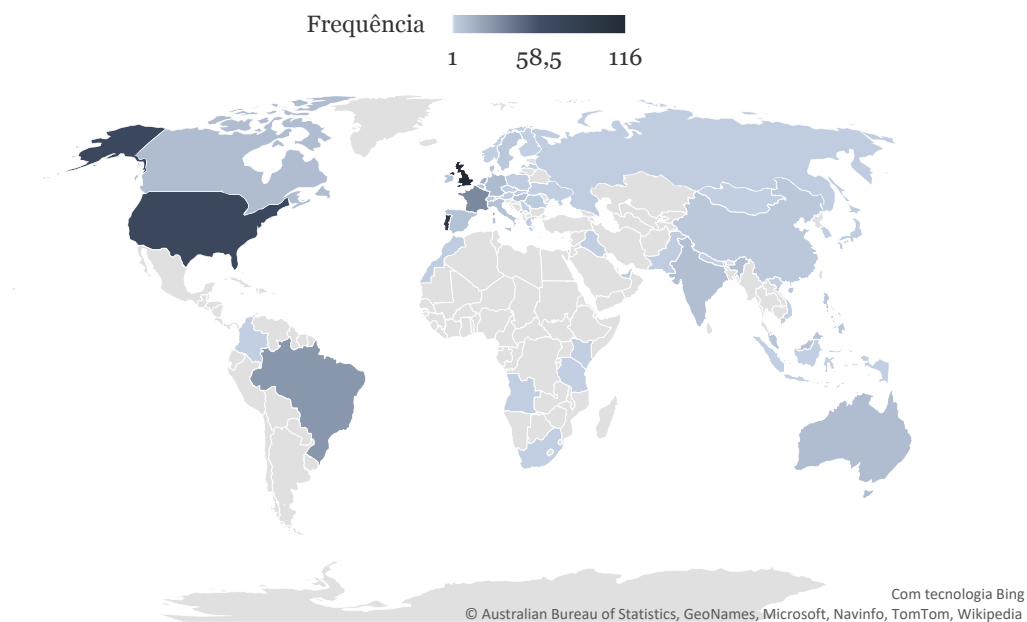 Frequência
1 58,5 116
Com tecnologia Bing
© Australian Bureau of Statistics, GeoNames, Microsoft, Navinfo, TomTom, Wikipedia